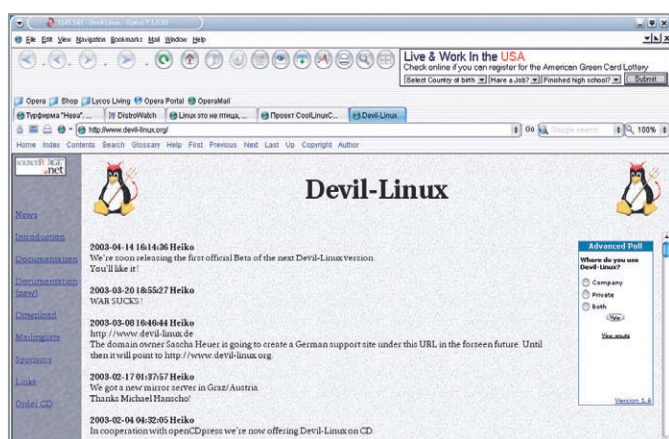 File Edit View Navigation Bookmarks Mail Window Help
Live & Work In the USA
Check online if you can register for the American Green Card Lottery
Select Country of birth Have a Job? Finished high school? Submit
Opera Shop Lycos Living Opera Portal OperaMail
Турфирма "Нева".... DistroWatch Linux это не птица,... Проект CoolLinuxC... Devil-Linux
http://www.devil-linux.org/ Go Google search 100%
Home Index Contents Search Glossary Help First Previous Next Last Up Copyright Author
SOURCEFORGE
.net
Devil-Linux
News
Introduction
Documentation
Documentation
(new)
Download
Mailinglists
Sponsors
Links
Order CD
2003-04-14 16:14:36 Heiko
We're soon releasing the first official Beta of the next Devil-Linux version.
You'll like it!
2003-03-20 18:55:27 Heiko
WAR SUCKS!
2003-03-08 16:46:44 Heiko
http://www.devil-linux.de
The domain owner Sascha Heuer is going to create a German support site under this URL in the forseen future. Until
then it will point to http://www.devil-linux.org.
2003-02-17 01:37:57 Heiko
We got a new mirror server in Graz/Austria.
Thanks Michael Hanscho!
2003-02-04 04:32:05 Heiko
In cooperation with openCDpress we're now offering Devil-Linux on CD.
Advanced Poll
Where do you use
Devil-Linux?
Company
Private
Both
Vote
View results
Version 1.6